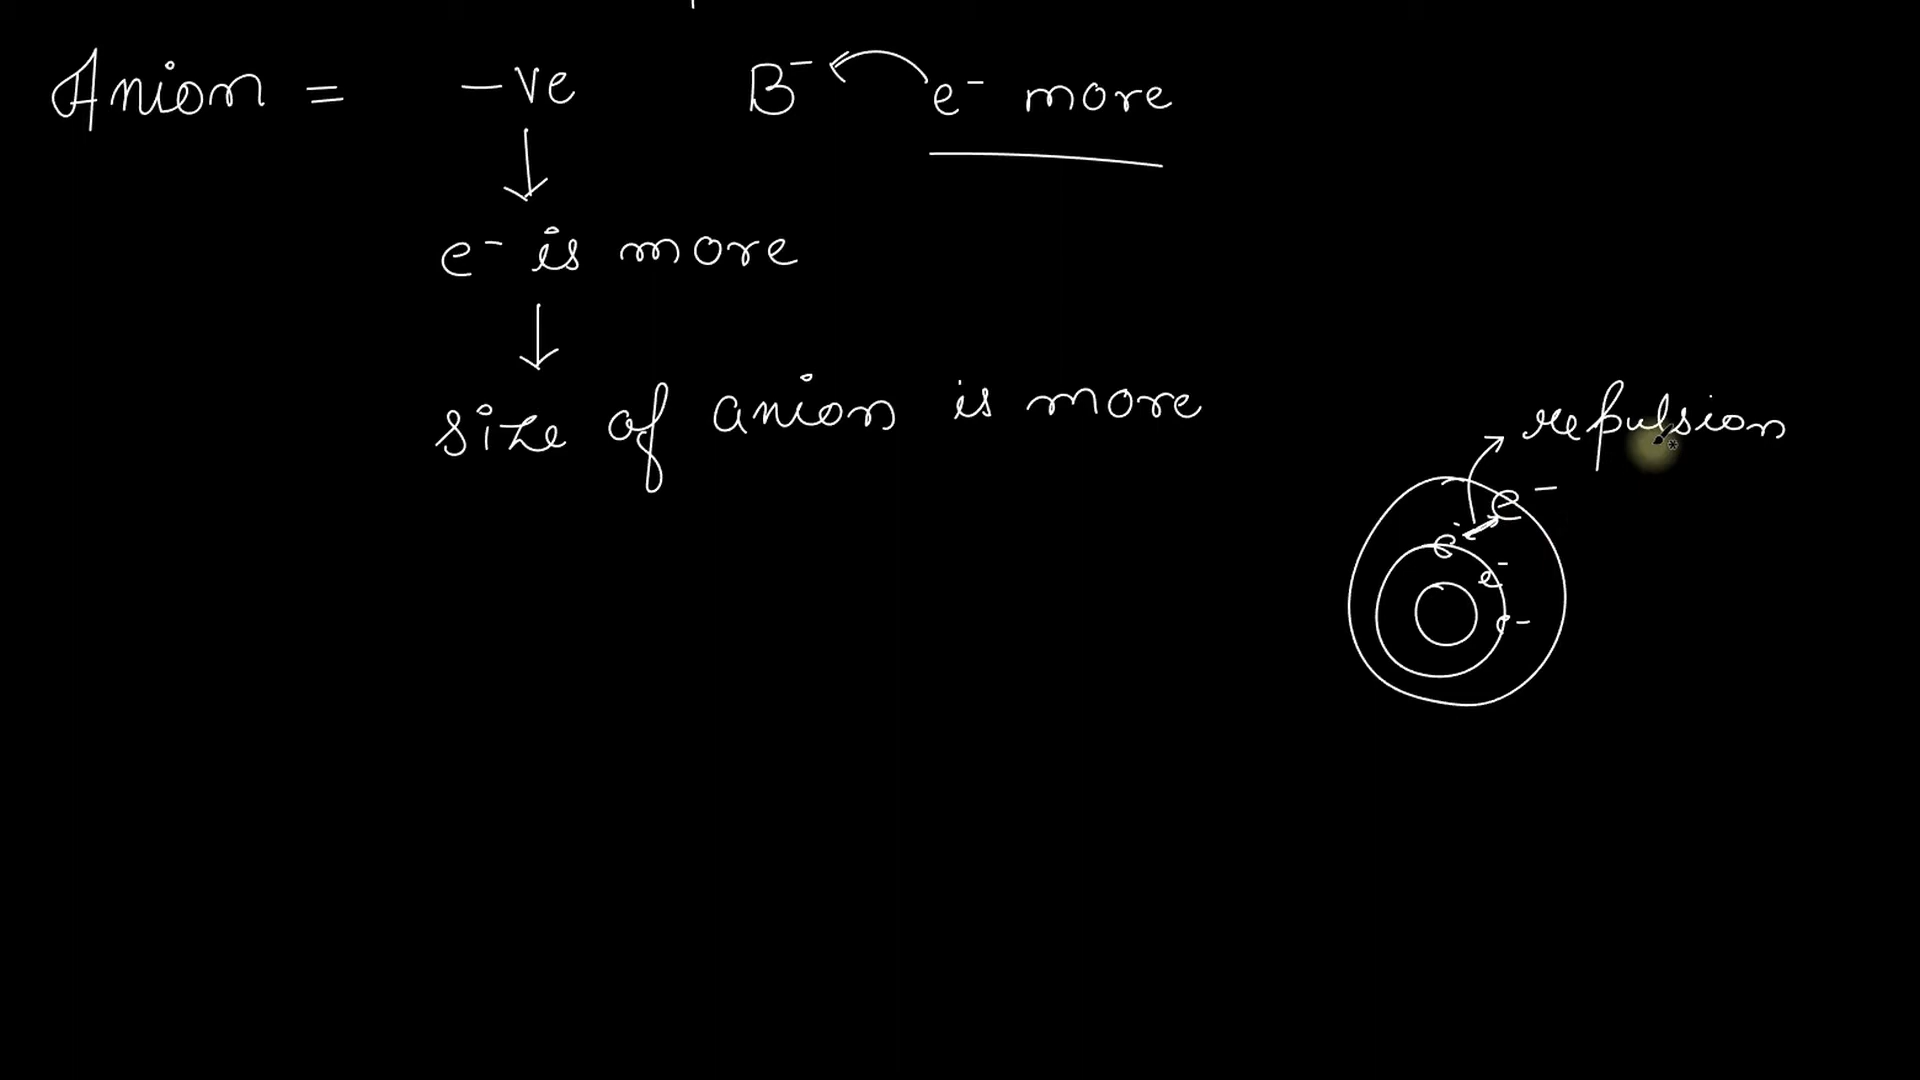 Anion = -ve B⁻ e⁻ more
e⁻ is more
size of anion is more
repulsion
e⁻
e⁻
e⁻
e⁻